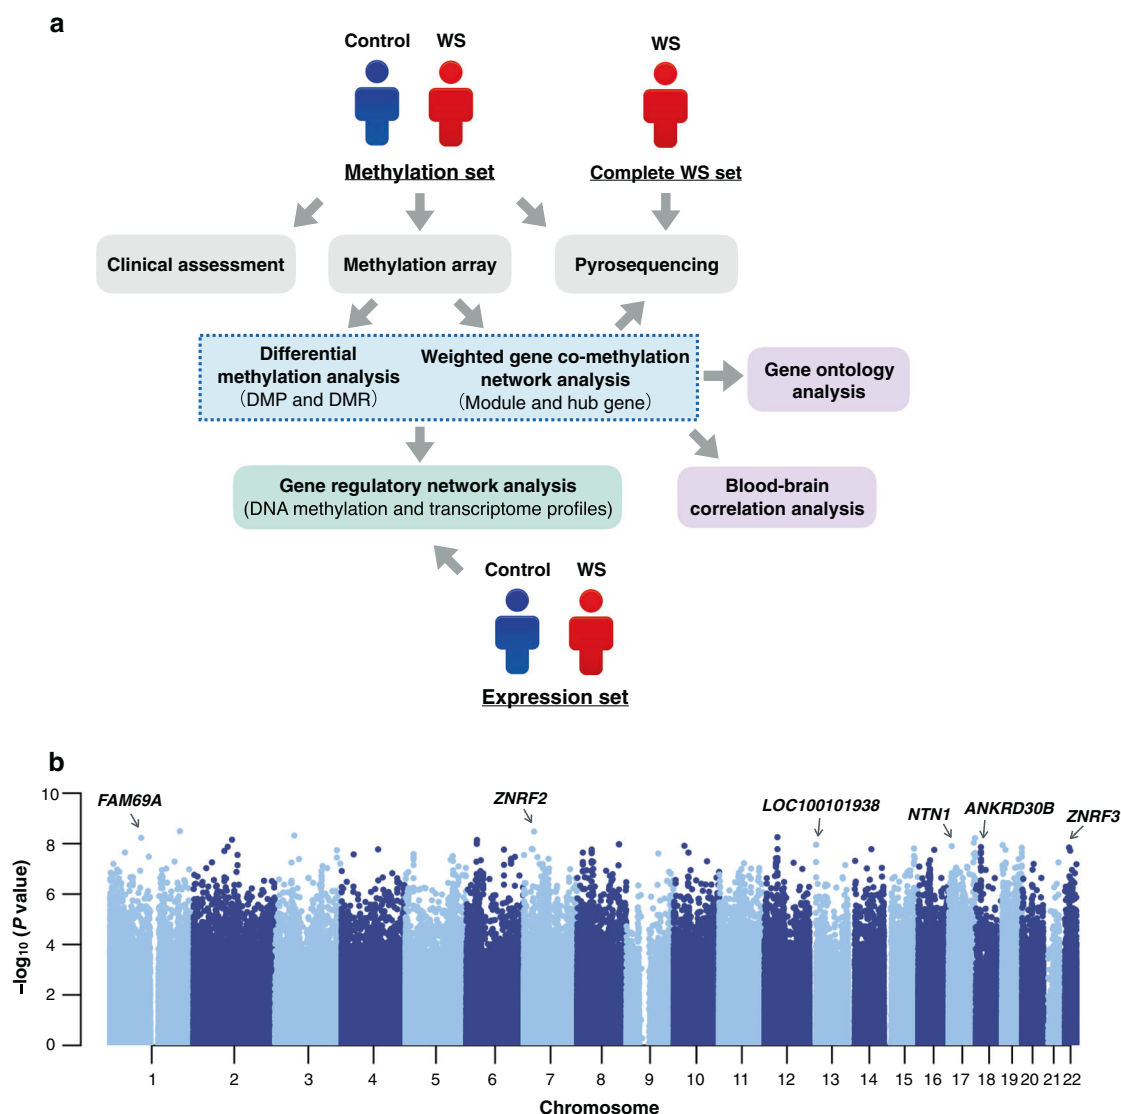 a
Control WS
WS
Methylation set
Complete WS set
Clinical assessment
Methylation array
Pyrosequencing
Differential
methylation analysis
(DMP and DMR)
Weighted gene co-methylation
network analysis
(Module and hub gene)
Gene ontology
analysis
Gene regulatory network analysis
(DNA methylation and transcriptome profiles)
Blood-brain
correlation analysis
Control WS
Expression set
b
FAM69A
ZNRF2
LOC100101938
NTN1
ANKRD30B
ZNRF3
−log10 (P value)
10
8
6
4
2
0
1 2 3 4 5 6 7 8 9 10 11 12 13 14 15 16 17 18 19 20 21 22
Chromosome